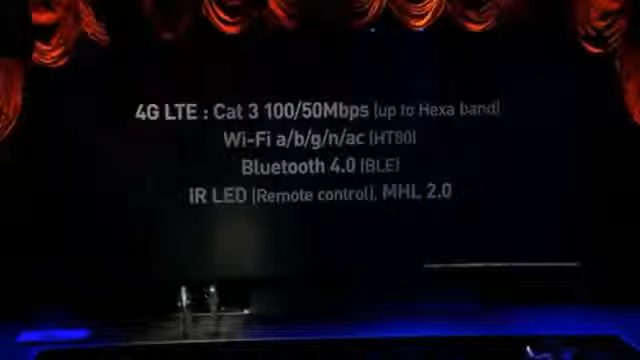 4G LTE : Cat 3 100/50Mbps (up to Hexa band)
Wi-Fi a/b/g/n/ac (HT80)
Bluetooth 4.0 (BLE)
IR LED (Remote control), MHL 2.0